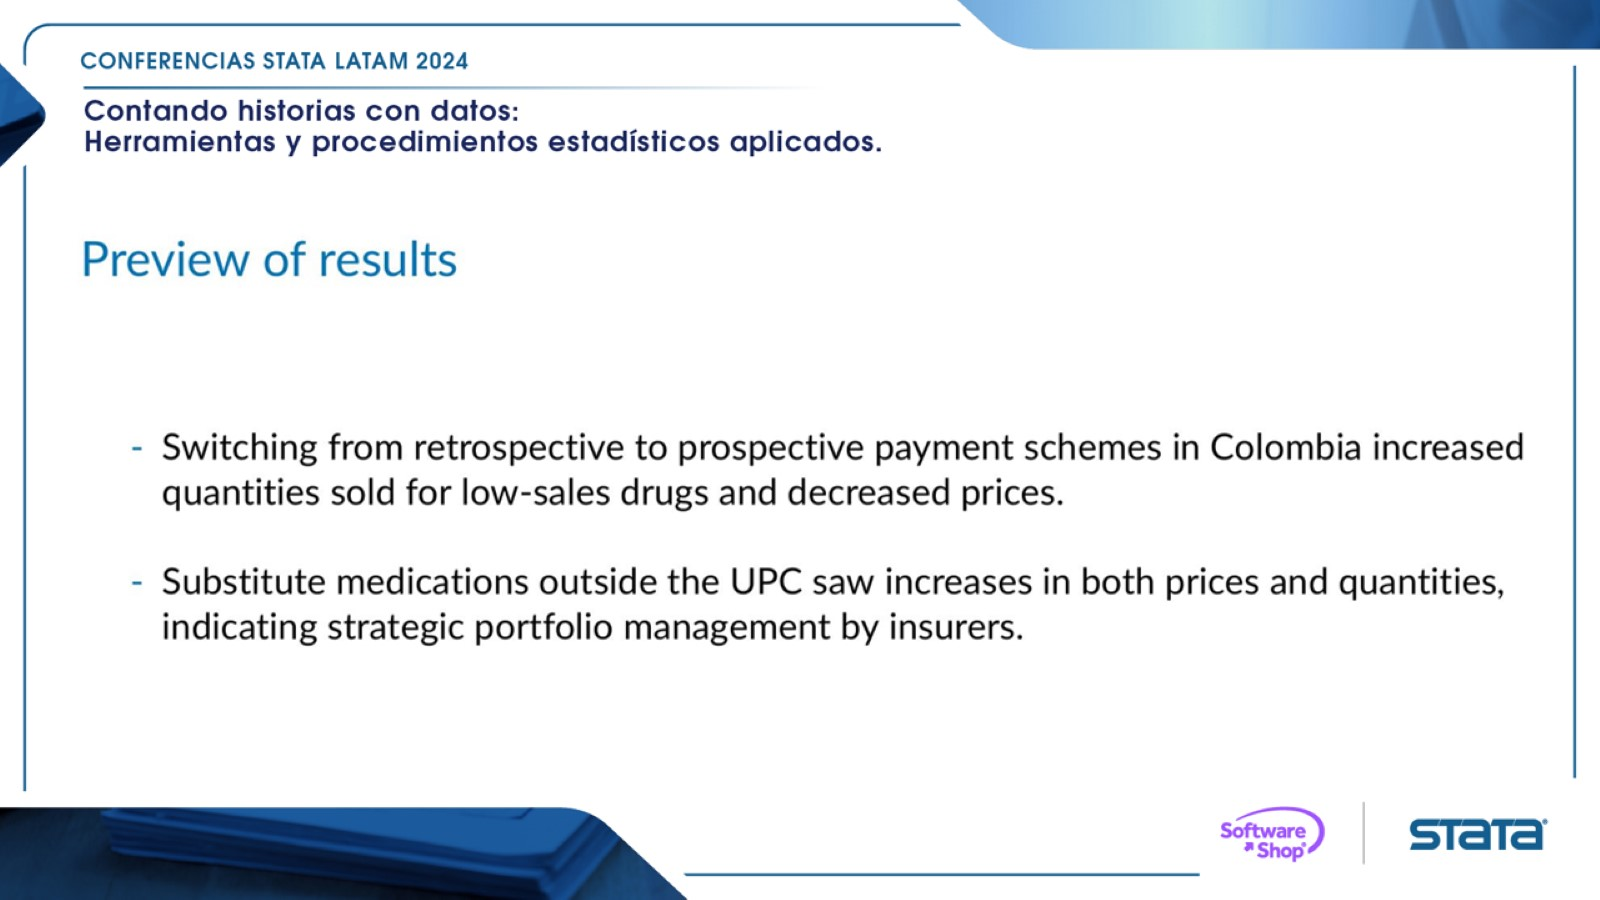 CONFERENCIAS STATA LATAM 2024
Contando historias con datos:
Herramientas y procedimientos estadísticos aplicados.
Preview of results
- Switching from retrospective to prospective payment schemes in Colombia increased
quantities sold for low-sales drugs and decreased prices.
- Substitute medications outside the UPC saw increases in both prices and quantities,
indicating strategic portfolio management by insurers.
Software
Shop
STATA